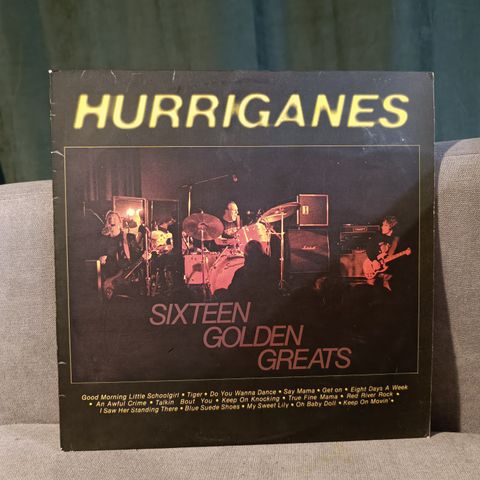 HURRIGANES
SIXTEEN
GOLDEN
GREATS
Good Morning Little Schoolgirl • Tiger • Do You Wanna Dance • Say Mama • Get on • Eight Days A Week
• An Awful Crime • Talkin' Bout You • Keep On Knocking • True Fine Mama • Red River Rock •
I Saw Her Standing There • Blue Suede Shoes • My Sweet Lily • Oh Baby Doll • Keep On Movin' •